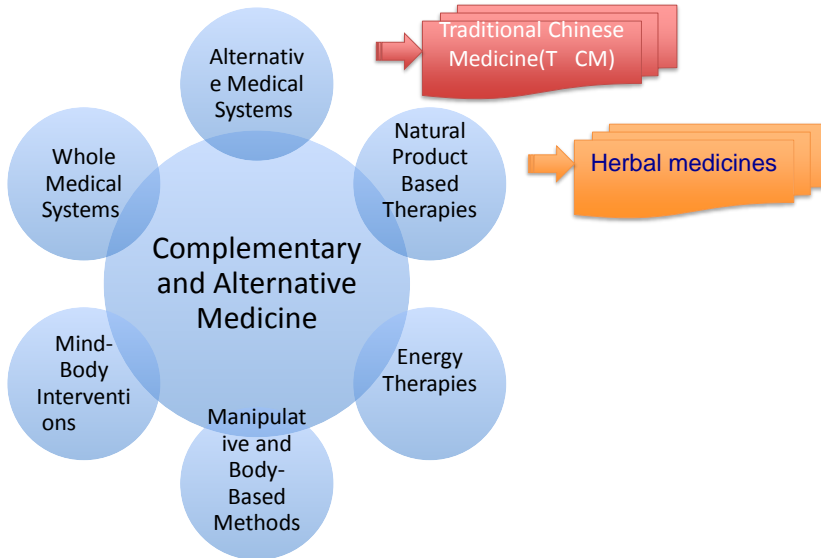 Alternativ
e Medical
Systems
Traditional Chinese
Medicine(T CM)
Natural
Product
Based
Therapies
Herbal medicines
Whole
Medical
Systems
Complementary
and Alternative
Medicine
Mind-
Body
Interventi
ons
Energy
Therapies
Manipulat
ive and
Body-
Based
Methods